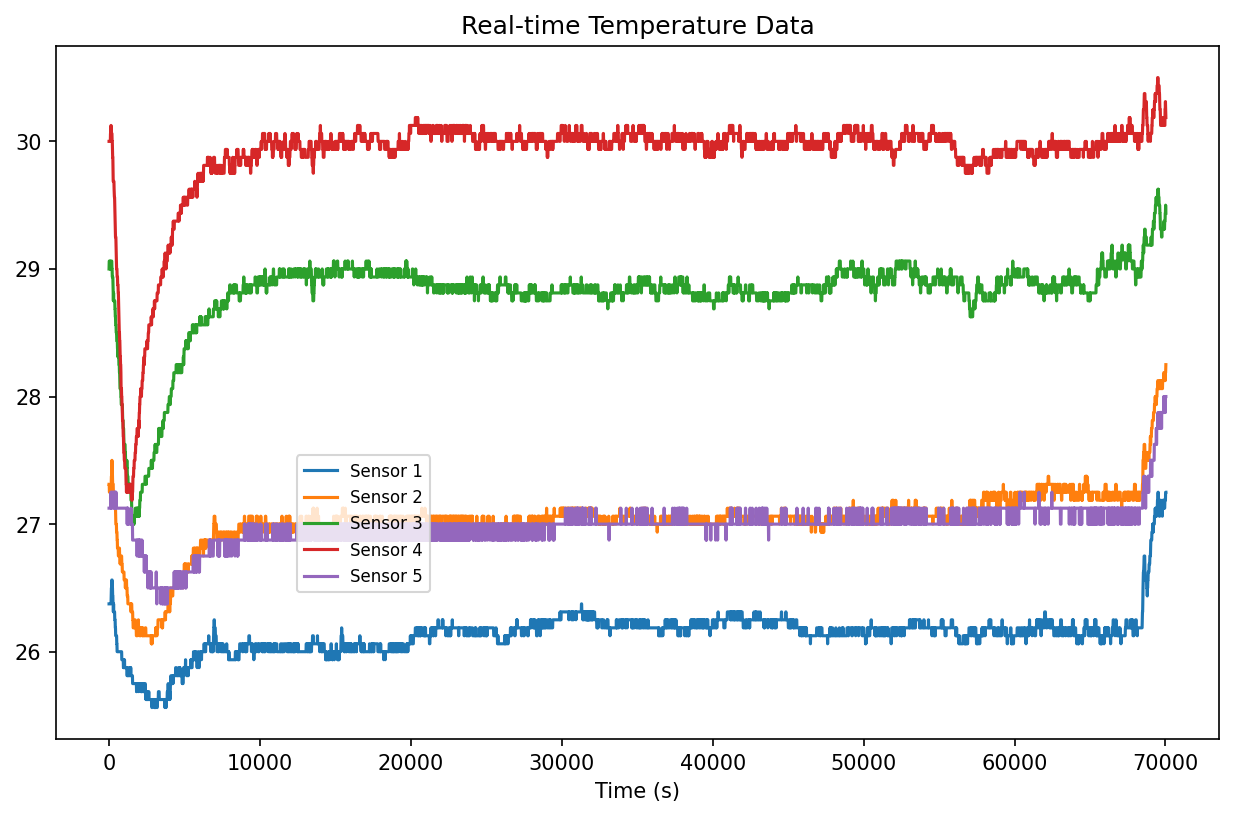 Real-time Temperature Data
30
29
28
27
26
Sensor 1
Sensor 2
Sensor 3
Sensor 4
Sensor 5
0 10000 20000 30000 40000 50000 60000 70000
Time (s)